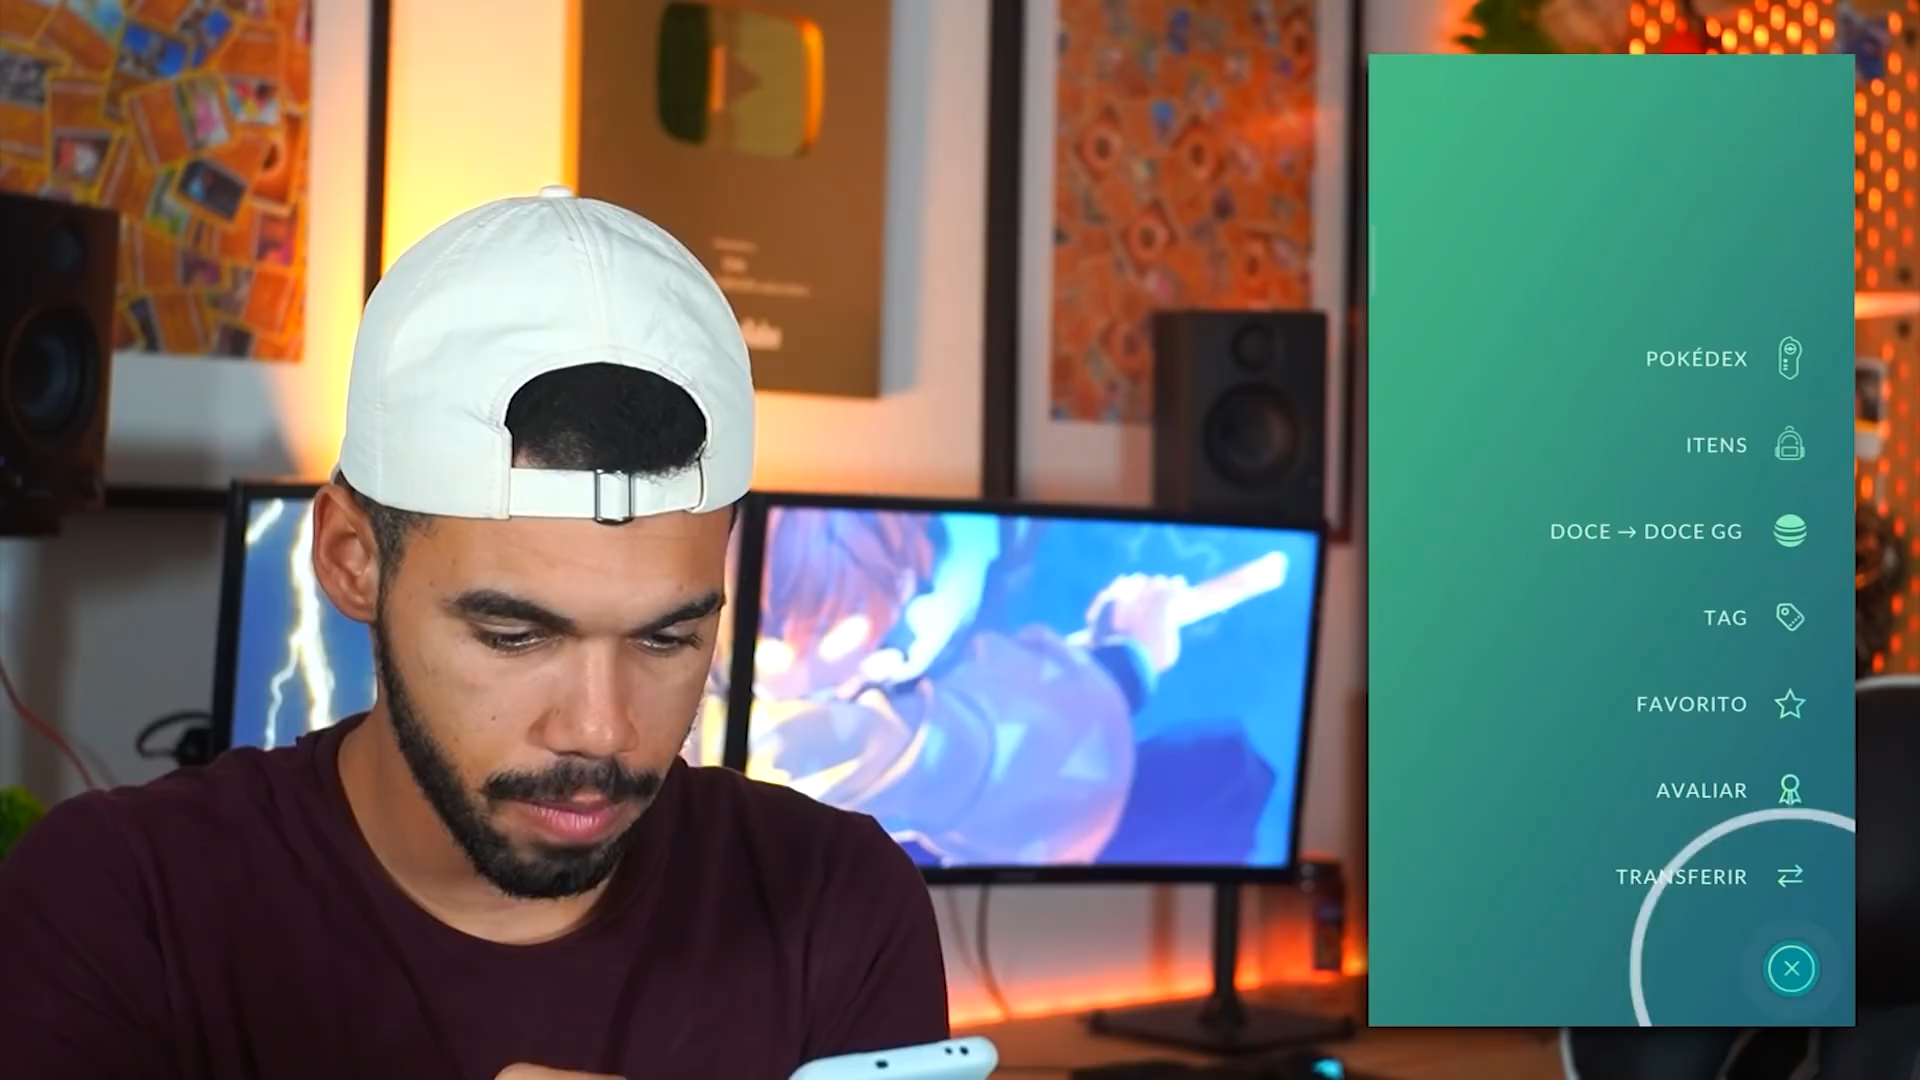 POKÉDEX
ITENS
DOCE → DOCE GG
TAG
FAVORITO
AVALIAR
TRANSFERIR